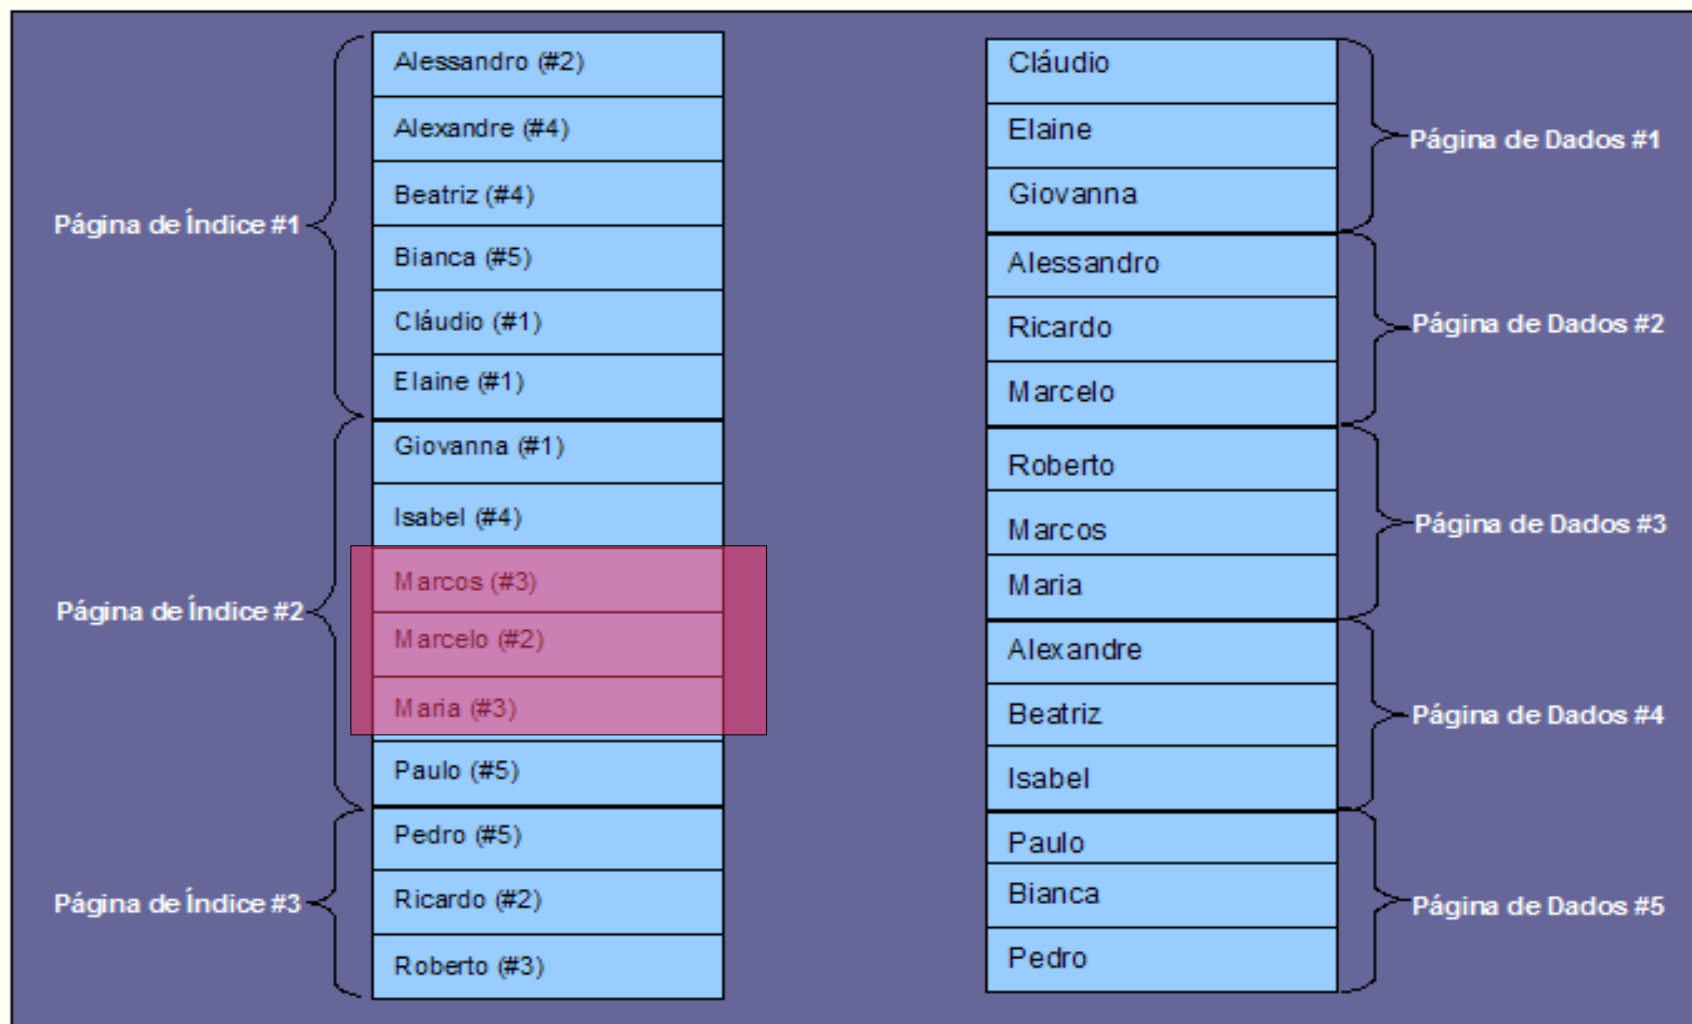 Página de Índice #1
Alessandro (#2)
Alexandre (#4)
Beatriz (#4)
Bianca (#5)
Cláudio (#1)
Elaine (#1)
Página de Índice #2
Giovanna (#1)
Isabel (#4)
Marcos (#3)
Marcelo (#2)
Maria (#3)
Paulo (#5)
Página de Índice #3
Pedro (#5)
Ricardo (#2)
Roberto (#3)
Cláudio
Elaine
Giovanna
Página de Dados #1
Alessandro
Ricardo
Marcelo
Página de Dados #2
Roberto
Marcos
Maria
Página de Dados #3
Alexandre
Beatriz
Isabel
Página de Dados #4
Paulo
Bianca
Pedro
Página de Dados #5